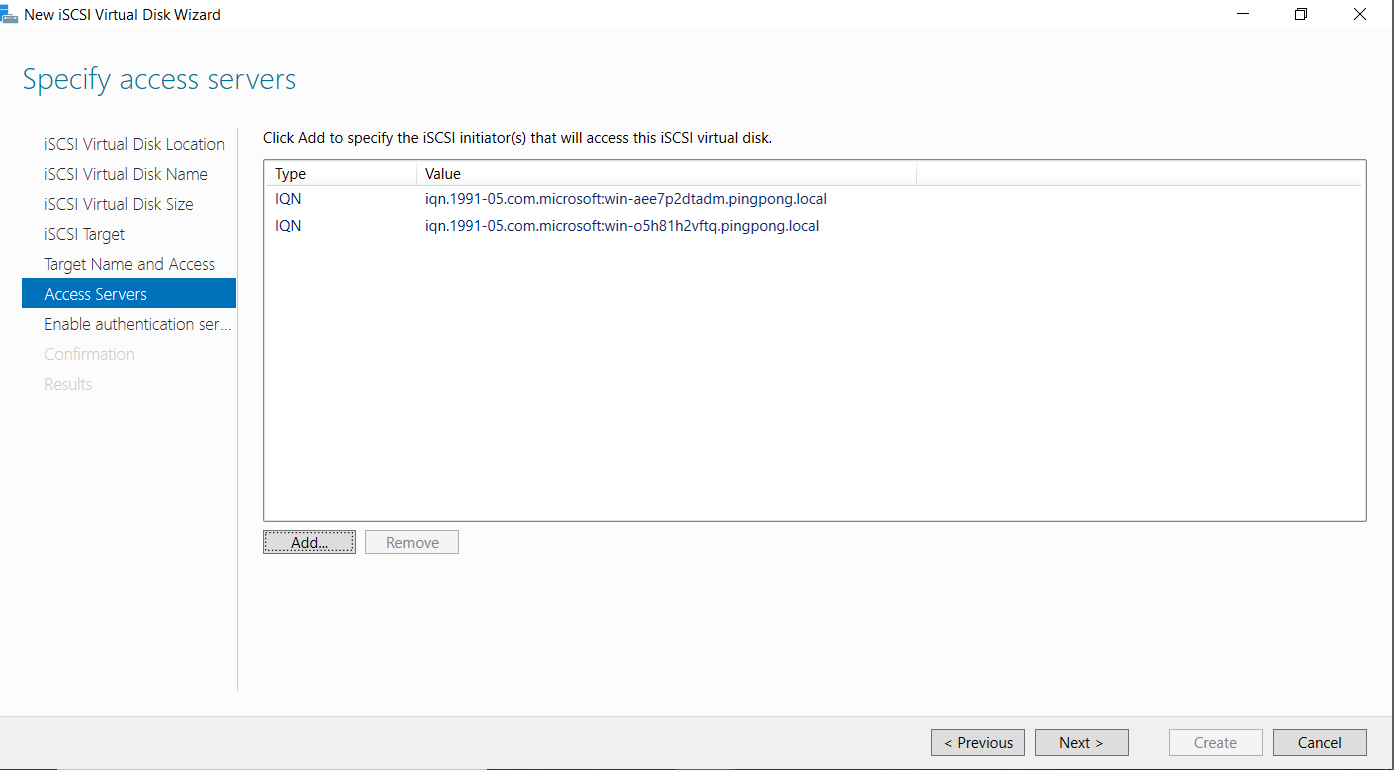 New iSCSI Virtual Disk Wizard
Specify access servers
iSCSI Virtual Disk Location
iSCSI Virtual Disk Name
iSCSI Virtual Disk Size
iSCSI Target
Target Name and Access
Access Servers
Enable authentication ser...
Confirmation
Results
Click Add to specify the iSCSI initiator(s) that will access this iSCSI virtual disk.
Type Value
IQN iqn.1991-05.com.microsoft:win-aee7p2dtadm.pingpong.local
IQN iqn.1991-05.com.microsoft:win-o5h81h2vftq.pingpong.local
Add... Remove
< Previous Next > Create Cancel